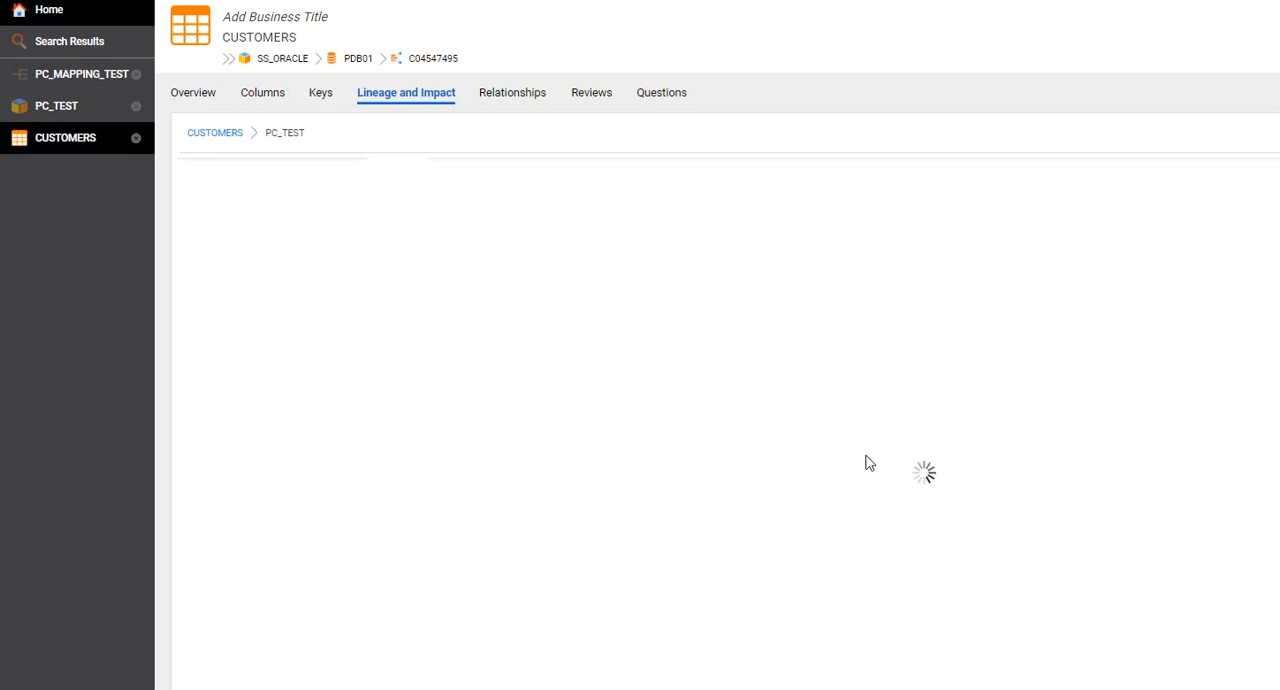 Home
Search Results
PC_MAPPING_TEST
PC_TEST
CUSTOMERS
Add Business Title
CUSTOMERS
SS_ORACLE PDB01 C04547495
Overview Columns Keys Lineage and Impact Relationships Reviews Questions
CUSTOMERS PC_TEST